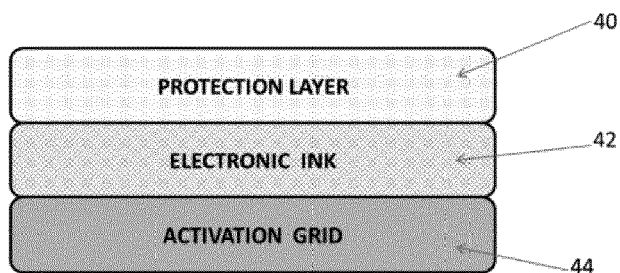 40
PROTECTION LAYER
42
ELECTRONIC INK
ACTIVATION GRID
44